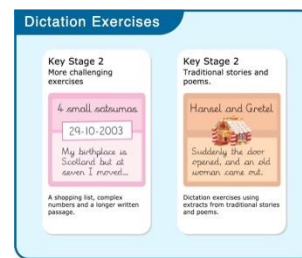 Dictation Exercises
Key Stage 2
More challenging
exercises
4 small satsumas
29-10-2003
My birthplace is
Scotland but at
seven I moved...
A shopping list, complex
numbers and a longer written
passage.
Key Stage 2
Traditional stories and
poems.
Hansel and Gretel
Suddenly the door
opened, and an old
woman came out.
Dictation exercises using
extracts from traditional stories
and poems.